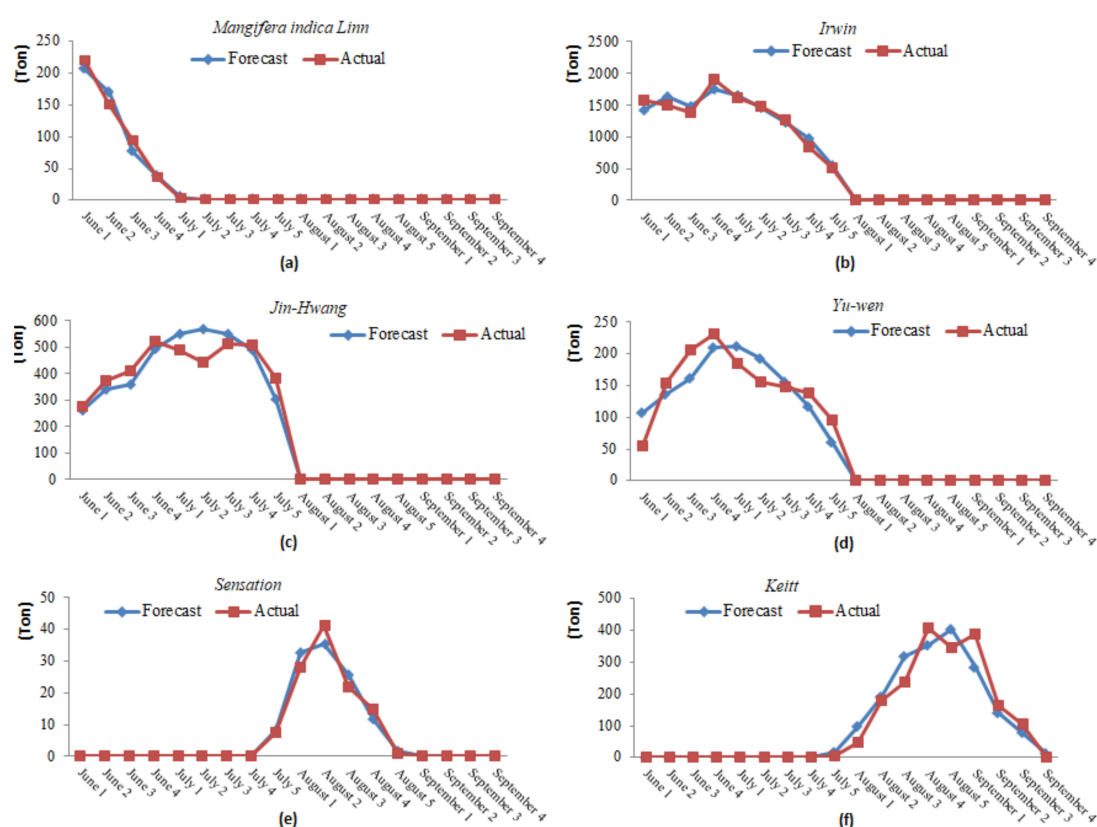 Mangifera indica Linn
(Ton)
Forecast
Actual
250
200
150
100
50
0
June 1
June 2
June 3
June 4
July 1
July 2
July 3
July 4
July 5
August 1
August 2
August 3
August 4
August 5
September 1
September 2
September 3
September 4
(a)
Irwin
(Ton)
Forecast
Actual
2500
2000
1500
1000
500
0
June 1
June 2
June 3
June 4
July 1
July 2
July 3
July 4
July 5
August 1
August 2
August 3
August 4
August 5
September 1
September 2
September 3
September 4
(b)
Jin-Hwang
(Ton)
Forecast
Actual
600
500
400
300
200
100
0
June 1
June 2
June 3
June 4
July 1
July 2
July 3
July 4
July 5
August 1
August 2
August 3
August 4
August 5
September 1
September 2
September 3
September 4
(c)
Yu-wen
(Ton)
Forecast
Actual
250
200
150
100
50
0
June 1
June 2
June 3
June 4
July 1
July 2
July 3
July 4
July 5
August 1
August 2
August 3
August 4
August 5
September 1
September 2
September 3
September 4
(d)
Sensation
(Ton)
Forecast
Actual
50
40
30
20
10
0
June 1
June 2
June 3
June 4
July 1
July 2
July 3
July 4
July 5
August 1
August 2
August 3
August 4
August 5
September 1
September 2
September 3
September 4
(e)
Keitt
(Ton)
Forecast
Actual
500
400
300
200
100
0
June 1
June 2
June 3
June 4
July 1
July 2
July 3
July 4
July 5
August 1
August 2
August 3
August 4
August 5
September 1
September 2
September 3
September 4
(f)